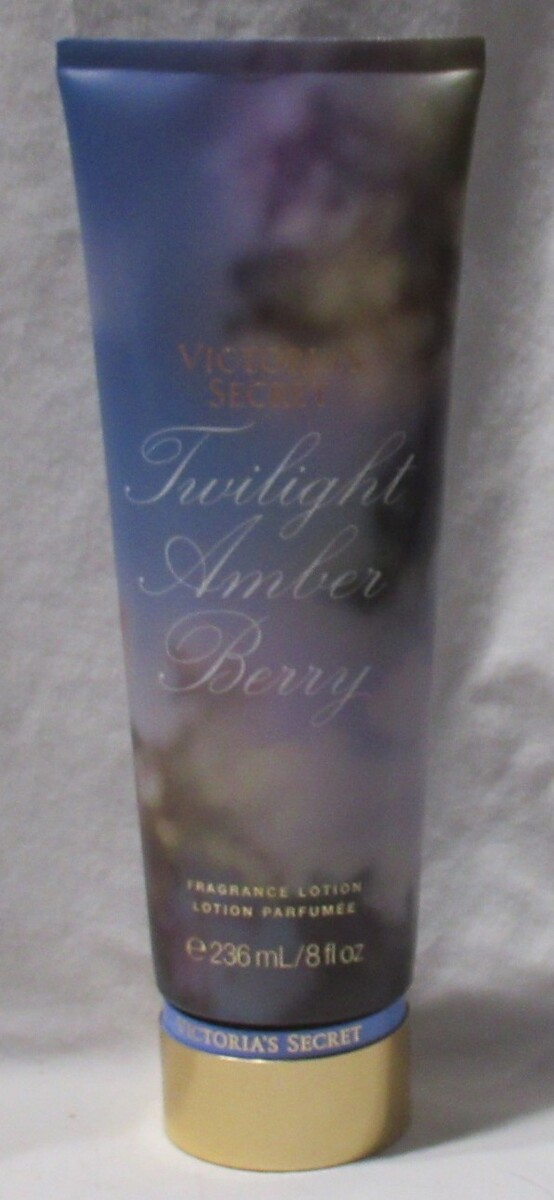 VICTORIA'S
SECRET
Twilight
Amber
Berry
FRAGRANCE LOTION
LOTION PARFUMÉE
℮ 236 mL/8 fl oz
VICTORIA'S SECRET